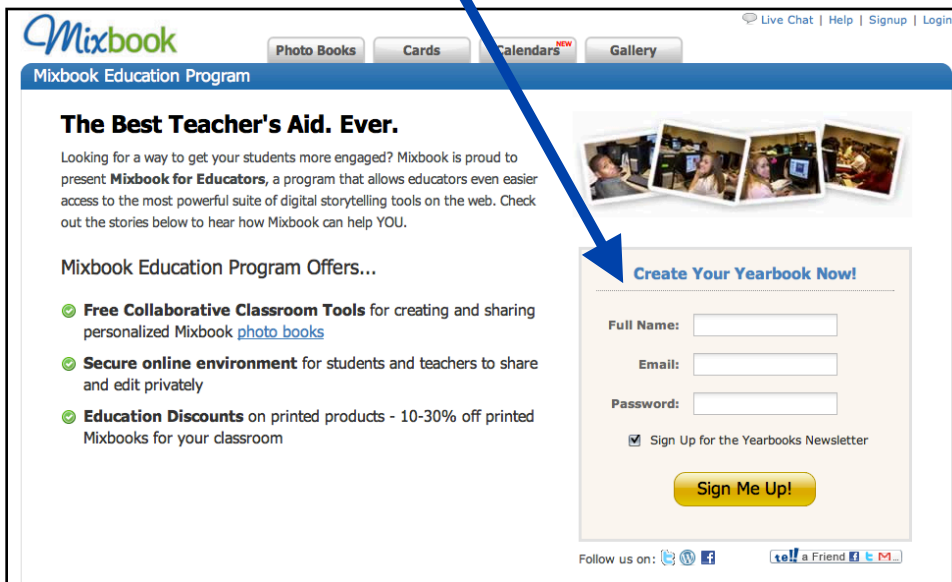 Live Chat | Help | Signup | Login
Mixbook
Photo Books Cards Calendars NEW Gallery
Mixbook Education Program
The Best Teacher's Aid. Ever.
Looking for a way to get your students more engaged? Mixbook is proud to
present Mixbook for Educators, a program that allows educators even easier
access to the most powerful suite of digital storytelling tools on the web. Check
out the stories below to hear how Mixbook can help YOU.
Mixbook Education Program Offers...
Free Collaborative Classroom Tools for creating and sharing
personalized Mixbook photo books
Secure online environment for students and teachers to share
and edit privately
Education Discounts on printed products - 10-30% off printed
Mixbooks for your classroom
Create Your Yearbook Now!
Full Name:
Email:
Password:
Sign Up for the Yearbooks Newsletter
Sign Me Up!
Follow us on:
tell a Friend